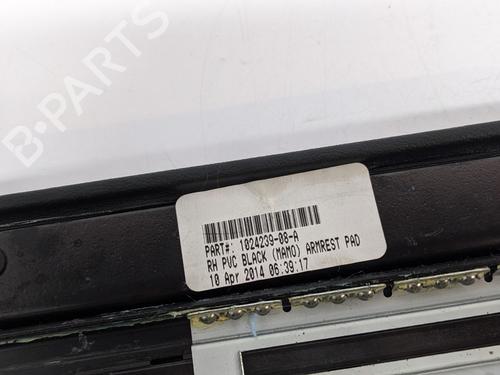 B-PARTS
PART#: 1024239-08-A
RH PVC BLACK (MAMO) ARMREST PAD
10 Apr 2014 06:39:17